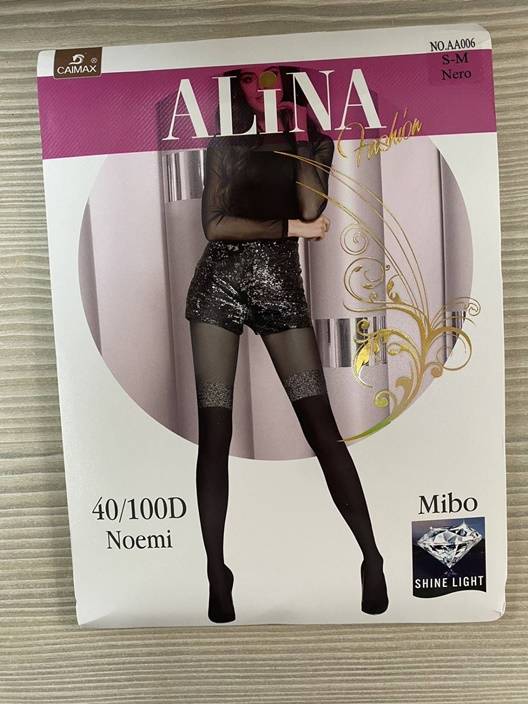 CAIMAX ®
NO.AA006
S-M
Nero
ALiNA
Fashion
40/100D
Noemi
Mibo
SHINE LIGHT